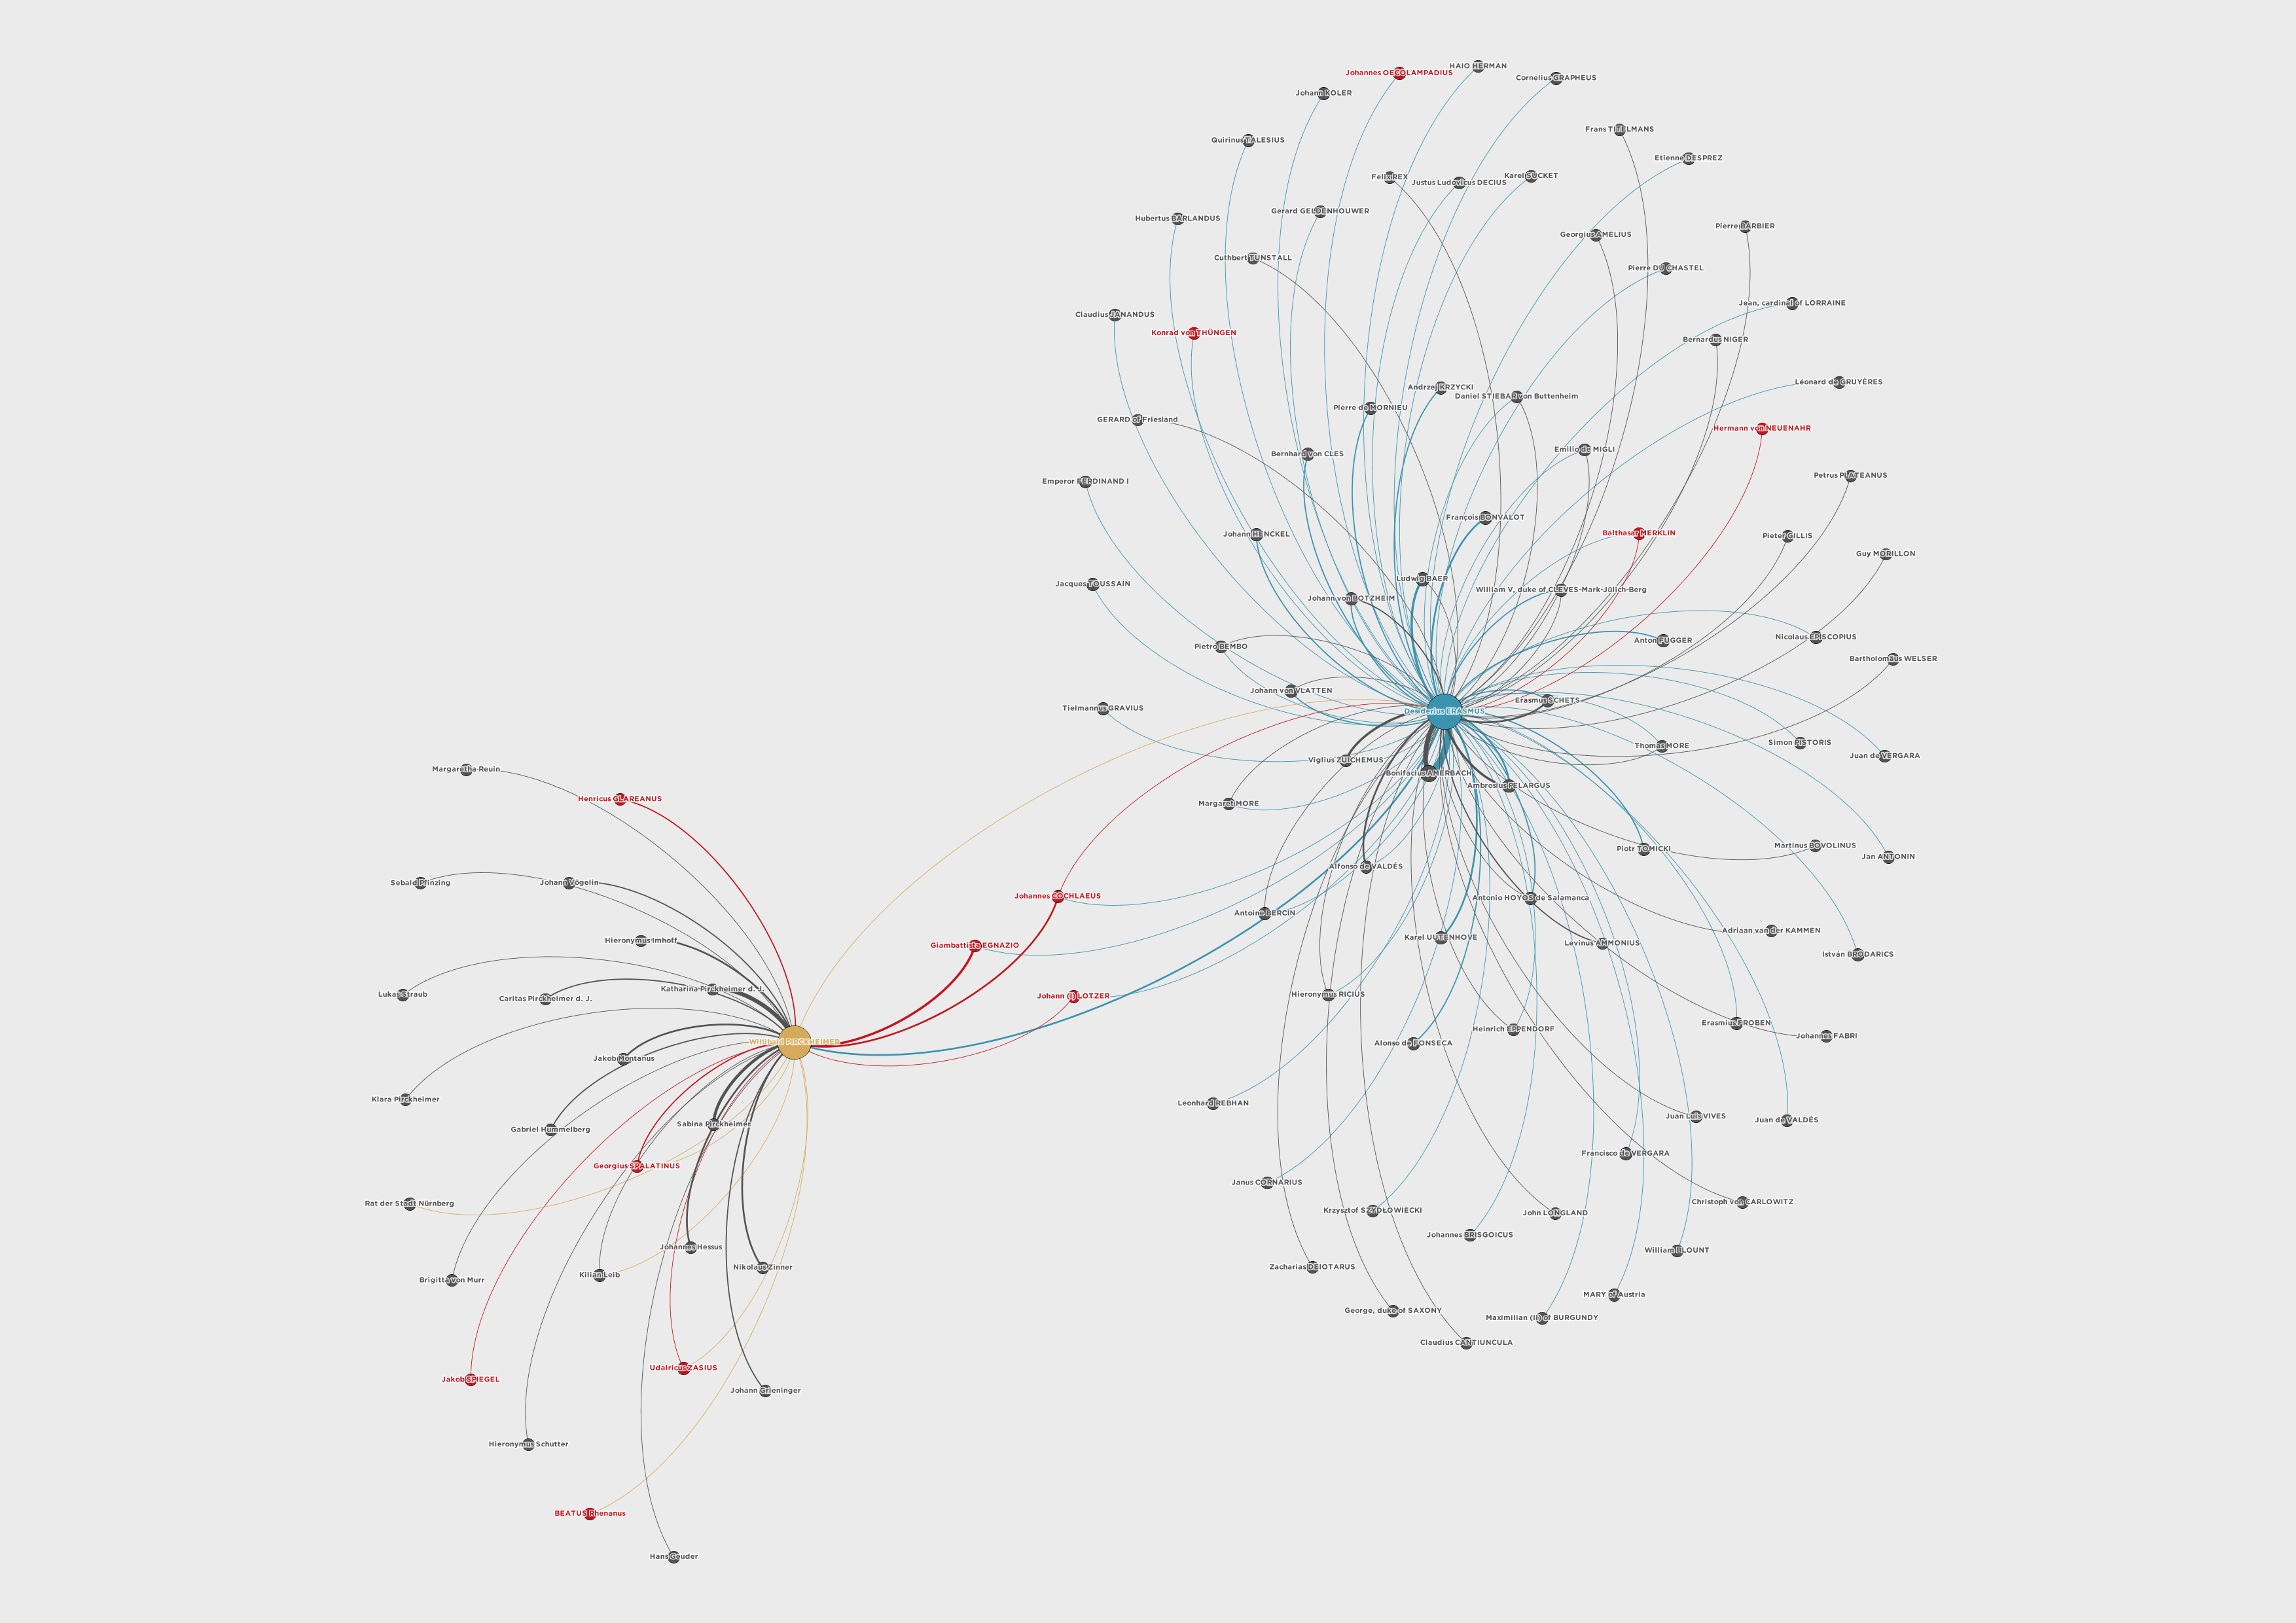 HAIO HERMAN
Johannes OECOLAMPADIUS
Cornelius GRAPHEUS
Johann KOLER
Frans TITELMANS
Quirinus TALESIUS
Etienne DESPREZ
Karel SUCKET
Felix REX
Justus Ludovicus DECIUS
Gerard GELDENHOUWER
Hubertus BARLANDUS
Pierre BARBIER
Georgius AMELIUS
Cuthbert TUNSTALL
Pierre DU CHASTEL
Jean, cardinal of LORRAINE
Claudius JANANDUS
Konrad von THÜNGEN
Bernardus NIGER
Léonard de GRUYÈRES
Andrzej KRZYCKI
Daniel STIEBAR von Buttenheim
Pierre de MORNIEU
GERARD of Friesland
Hermann von NEUENAHR
Emilio de MIGLI
Bernhard von CLES
Petrus PLATEANUS
Emperor FERDINAND I
François BONVALOT
Johann HENCKEL
Balthasar MERKLIN
Pieter GILLIS
Guy MORILLON
Ludwig BAER
Jacques TOUSSAIN
William V, duke of CLEVES-Mark-Jülich-Berg
Johann von BOTZHEIM
Nicolaus EPISCOPIUS
Anton FUGGER
Pietro BEMBO
Bartholomäus WELSER
Johann von VLATTEN
Erasmus SCHETS
Tielmannus GRAVIUS
Desiderius ERASMUS
Simon PISTORIS
Thomas MORE
Juan de VERGARA
Viglius ZUICHEMUS
Margaretha Reuin
Bonifacius AMERBACH
Ambrosius PELARGUS
Henricus GLAREANUS
Margaret MORE
Martinus BOVOLINUS
Piotr TOMICKI
Jan ANTONIN
Alfonso de VALDÉS
Sebald Pfinzing
Johann Vögelin
Johannes COCHLAEUS
Antonio HOYOS de Salamanca
Antoine BERCIN
Adriaan van der KAMMEN
Karel UUTENHOVE
Hieronymus Imhoff
Levinus AMMONIUS
Giambattista EGNAZIO
István BRODARICS
Katharina Pirckheimer d. J.
Lukas Straub
Hieronymus RICIUS
Johann (I) LOTZER
Caritas Pirckheimer d. J.
Erasmius FROBEN
Heinrich EPPENDORF
Johannes FABRI
Willibald PIRCKHEIMER
Alonso de FONSECA
Jakob Montanus
Klara Pirckheimer
Leonhard REBHAN
Juan Luis VIVES
Juan de VALDÉS
Sabina Pirckheimer
Gabriel Hummelberg
Francisco de VERGARA
Georgius SPALATINUS
Janus CORNARIUS
Rat der Stadt Nürnberg
Christoph von CARLOWITZ
Krzysztof SZYDŁOWIECKI
John LONGLAND
Johannes BRISGOICUS
Johannes Hessus
William BLOUNT
Nikolaus Zinner
Zacharias DEIOTARUS
Kilian Leib
Brigitta von Murr
MARY of Austria
George, duke of SAXONY
Maximilian (II) of BURGUNDY
Claudius CANTIUNCULA
Udalricus ZASIUS
Jakob SPIEGEL
Johann Grieninger
Hieronymus Schutter
BEATUS Rhenanus
Hans Geuder